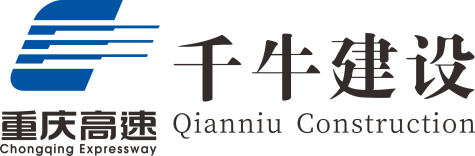 重庆高速
Chongqing Expressway
千牛建设
Qianniu Construction